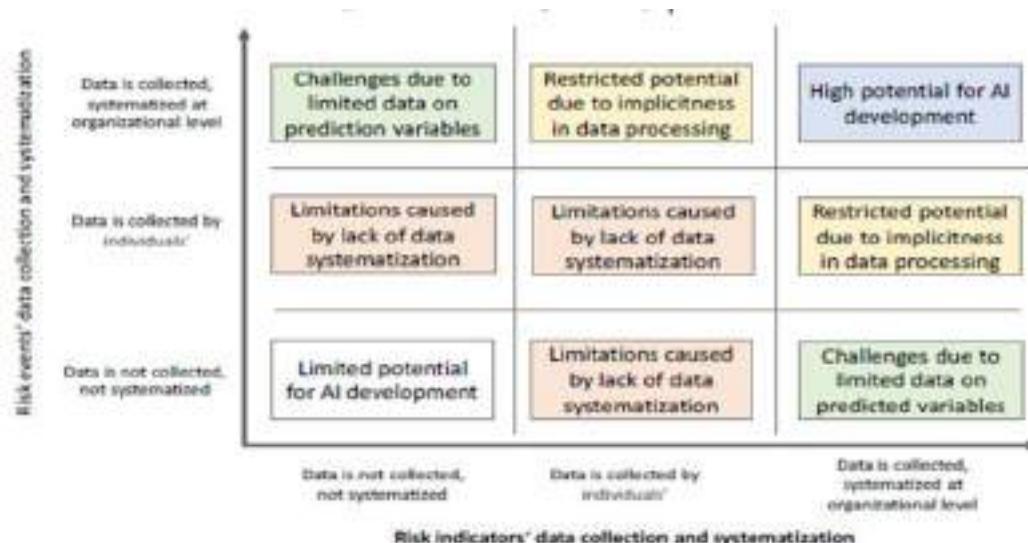 Risk events' data collection and systematization
Data is collected,
systematized at
organizational level
Challenges due to
limited data on
prediction variables
Restricted potential
due to implicitness
in data processing
High potential for AI
development
Data is collected by
individuals'
Limitations caused
by lack of data
systematization
Limitations caused
by lack of data
systematization
Restricted potential
due to implicitness
in data processing
Data is not collected,
not systematized
Limited potential
for AI development
Limitations caused
by lack of data
systematization
Challenges due to
limited data on
predicted variables
Data is not collected,
not systematized
Data is collected by
individuals'
Data is collected,
systematized at
organizational level
Risk indicators' data collection and systematization